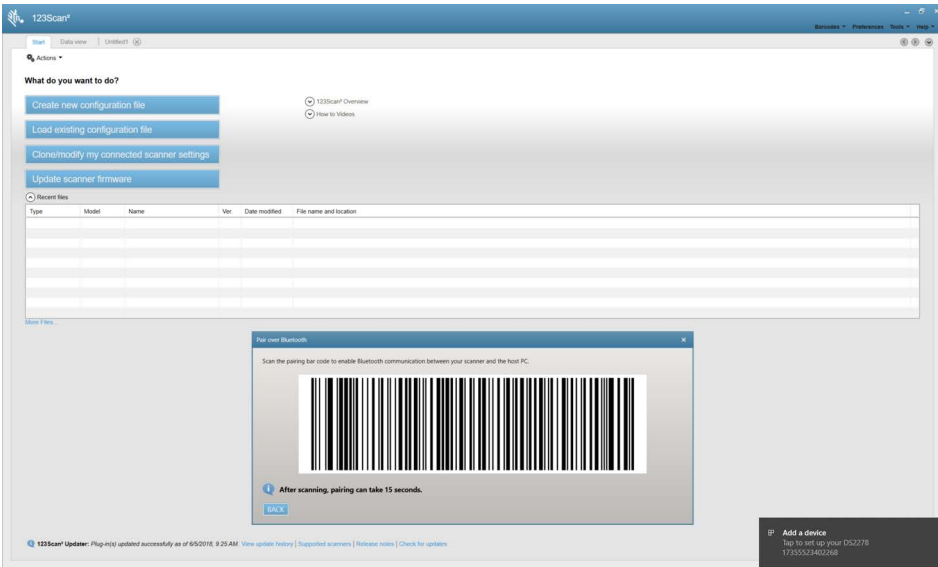 123Scan²
Barcodes Preferences Tools Help
Start Data view Untitled1
Actions
What do you want to do?
Create new configuration file
Load existing configuration file
Clone/modify my connected scanner settings
Update scanner firmware
123Scan² Overview
How to Videos
Recent files
Type Model Name Ver. Date modified File name and location
More Files...
Pair over Bluetooth
Scan the pairing bar code to enable Bluetooth communication between your scanner and the host PC.
After scanning, pairing can take 15 seconds.
BACK
123Scan² Updater: Plug-in(s) updated successfully as of 6/5/2018, 9:25 AM. View update history | Supported scanners | Release notes | Check for updates
Add a device
Tap to set up your DS2278
17355523402268